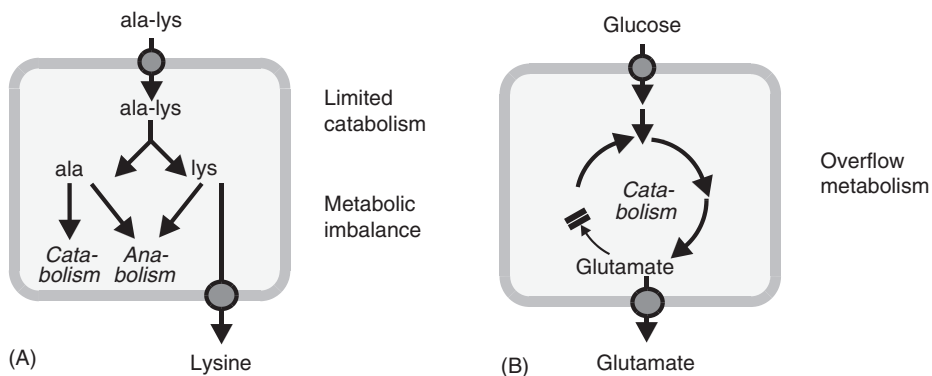 ala-lys
ala-lys
ala
lys
Cata-
bolism
Ana-
bolism
Lysine
(A)
Limited
catabolism
Metabolic
imbalance
Glucose
Cata-
bolism
Glutamate
Glutamate
(B)
Overflow
metabolism